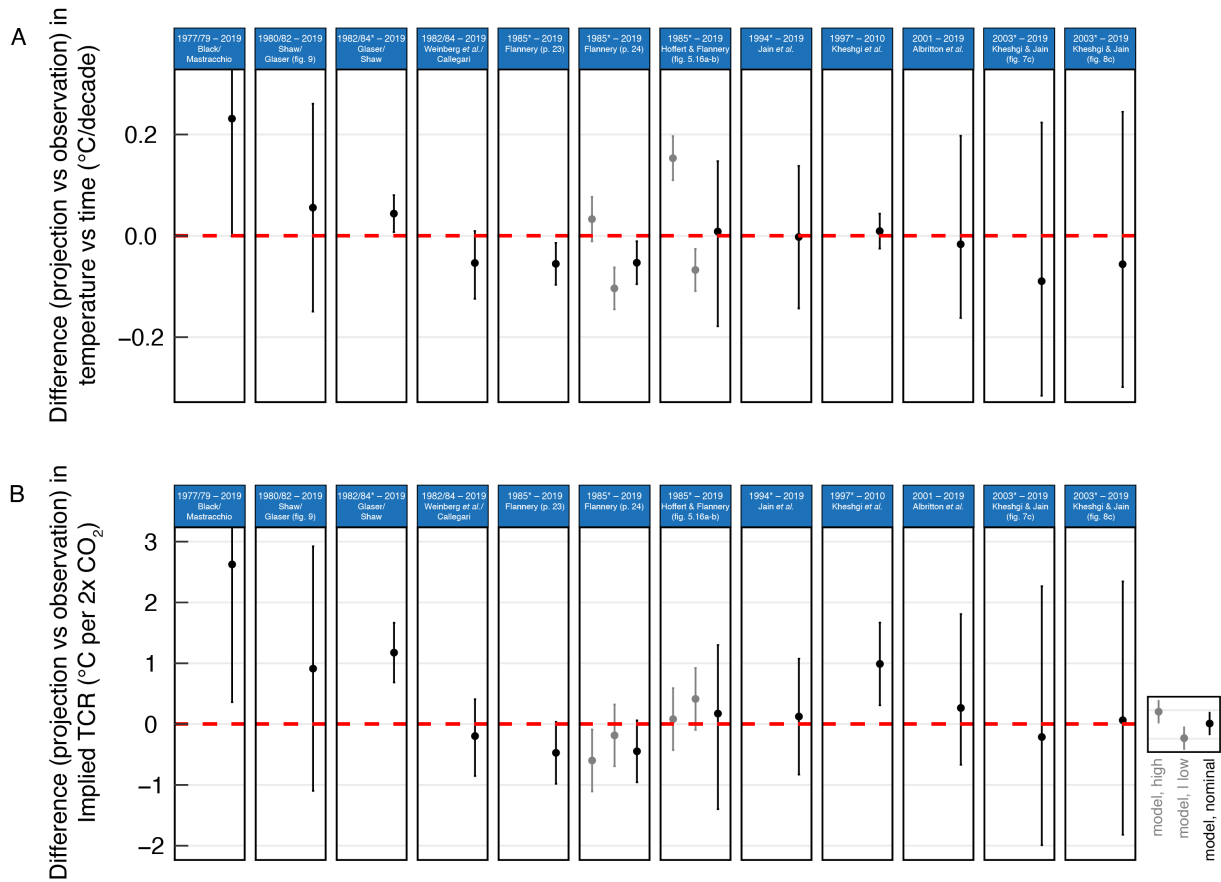 A
Difference (projection vs observation) in
temperature vs time (°C/decade)
1977/79 – 2019
Black/
Mastracchio
1980/82 – 2019
Shaw/
Glaser (fig. 9)
1982/84* – 2019
Glaser/
Shaw
1982/84 – 2019
Weinberg et al./
Callegari
1985* – 2019
Flannery (p. 23)
1985* – 2019
Flannery (p. 24)
1985* – 2019
Hoffert & Flannery
(fig. 5.16a-b)
1994* – 2019
Jain et al.
1997* – 2010
Kheshgi et al.
2001 – 2019
Albritton et al.
2003* – 2019
Kheshgi & Jain
(fig. 7c)
2003* – 2019
Kheshgi & Jain
(fig. 8c)
0.2
0.0
−0.2
B
Difference (projection vs observation) in
Implied TCR (°C per 2x CO₂)
1977/79 – 2019
Black/
Mastracchio
1980/82 – 2019
Shaw/
Glaser (fig. 9)
1982/84* – 2019
Glaser/
Shaw
1982/84 – 2019
Weinberg et al./
Callegari
1985* – 2019
Flannery (p. 23)
1985* – 2019
Flannery (p. 24)
1985* – 2019
Hoffert & Flannery
(fig. 5.16a-b)
1994* – 2019
Jain et al.
1997* – 2010
Kheshgi et al.
2001 – 2019
Albritton et al.
2003* – 2019
Kheshgi & Jain
(fig. 7c)
2003* – 2019
Kheshgi & Jain
(fig. 8c)
3
2
1
0
−1
−2
model, high
model, l low
model, nominal